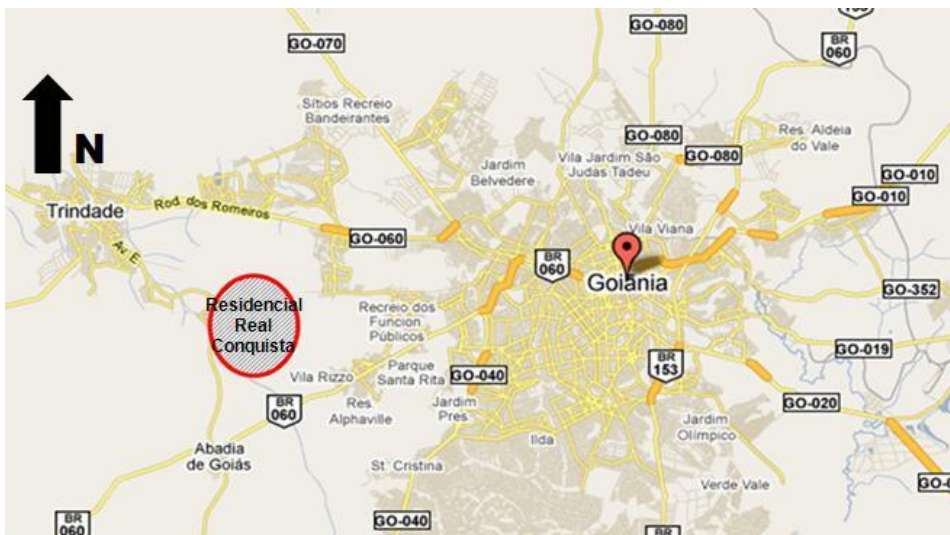 GO-080
BR
060
GO-070
Sítios Recreio
Bandeirantes
GO-080
GO-080
Res. Aldeia
do Vale
N
Jardim
Belvedere
Vila Jardim São
Judas Tadeu
GO-010
GO-010
Trindade
Rod. dos Romeiros
GO-060
Vila Viana
Av. E
BR
060
Goiânia
GO-352
Residencial
Real
Conquista
Recreio dos
Funcion
Públicos
GO-019
Vila Rizzo
Parque
Santa Rita
GO-040
BR
153
BR
060
Res.
Alphaville
Jardim
Pres.
GO-020
Jardim
Olímpico
Abadia
de Goiás
Ilda
St° Cristina
Verde Vale
BR
060
GO-040
BR